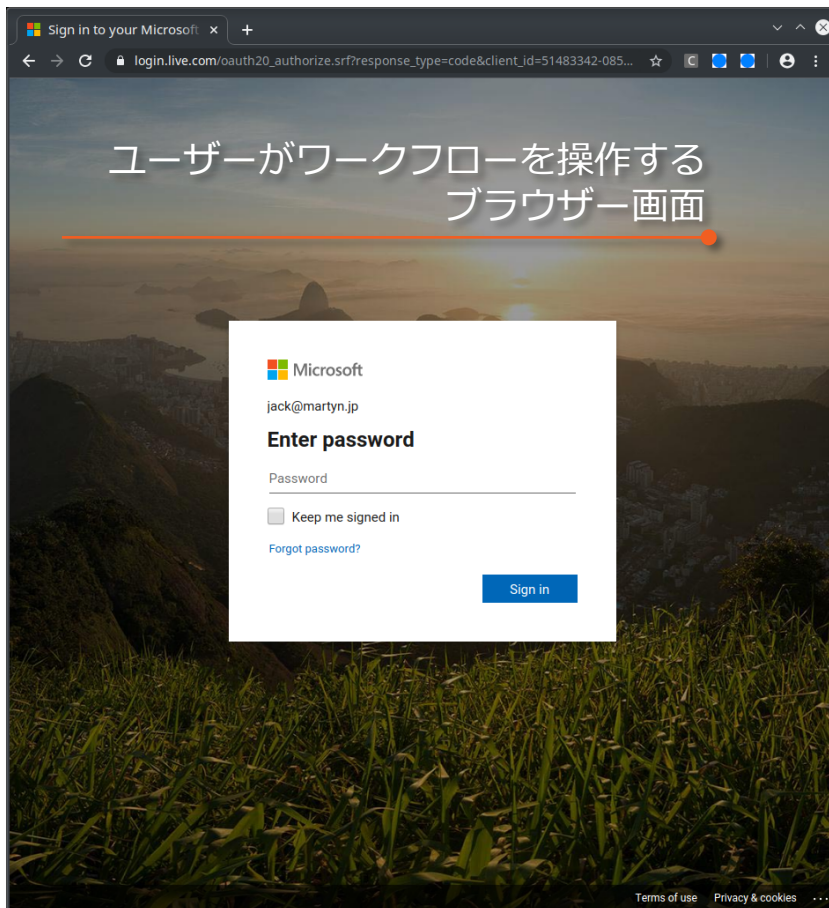 Sign in to your Microsoft
login.live.com/oauth20_authorize.srf?response_type=code&client_id=51483342-085...
C
ユーザーがワークフローを操作する
ブラウザー画面
Microsoft
jack@martyn.jp
Enter password
Password
Keep me signed in
Forgot password?
Sign in
Terms of use Privacy & cookies ...